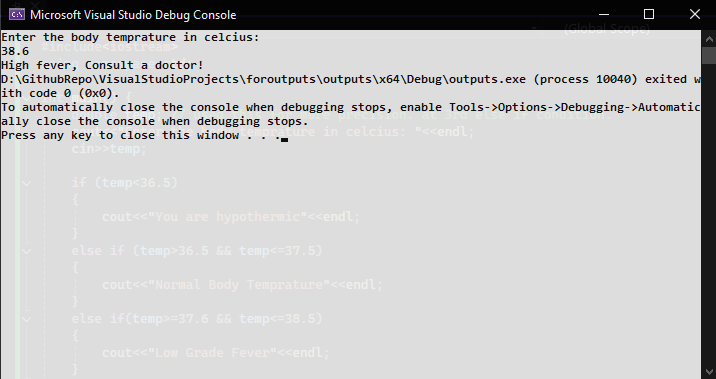 Microsoft Visual Studio Debug Console
(Global Scope)
Enter the body temprature in celcius:
#include<iostream>
38.6
High fever, Consult a doctor!
D:\GithubRepo\VisualStudioProjects\foroutputs\outputs\x64\Debug\outputs.exe (process 10040) exited w
ith code 0 (0x0).
To automatically close the console when debugging stops, enable Tools->Options->Debugging->Automatic
precision, at 3rd else if condition.
ally close the console when debugging stops.
temprature in celcius: "<<endl;
Press any key to close this window . . .
cin>>temp;
if (temp<36.5)
{
cout<<"You are hypothermic"<<endl;
}
else if (temp>36.5 && temp<=37.5)
{
cout<<"Normal Body Temprature"<<endl;
}
else if(temp>=37.6 && temp<=38.5)
{
cout<<"Low Grade Fever"<<endl;
}